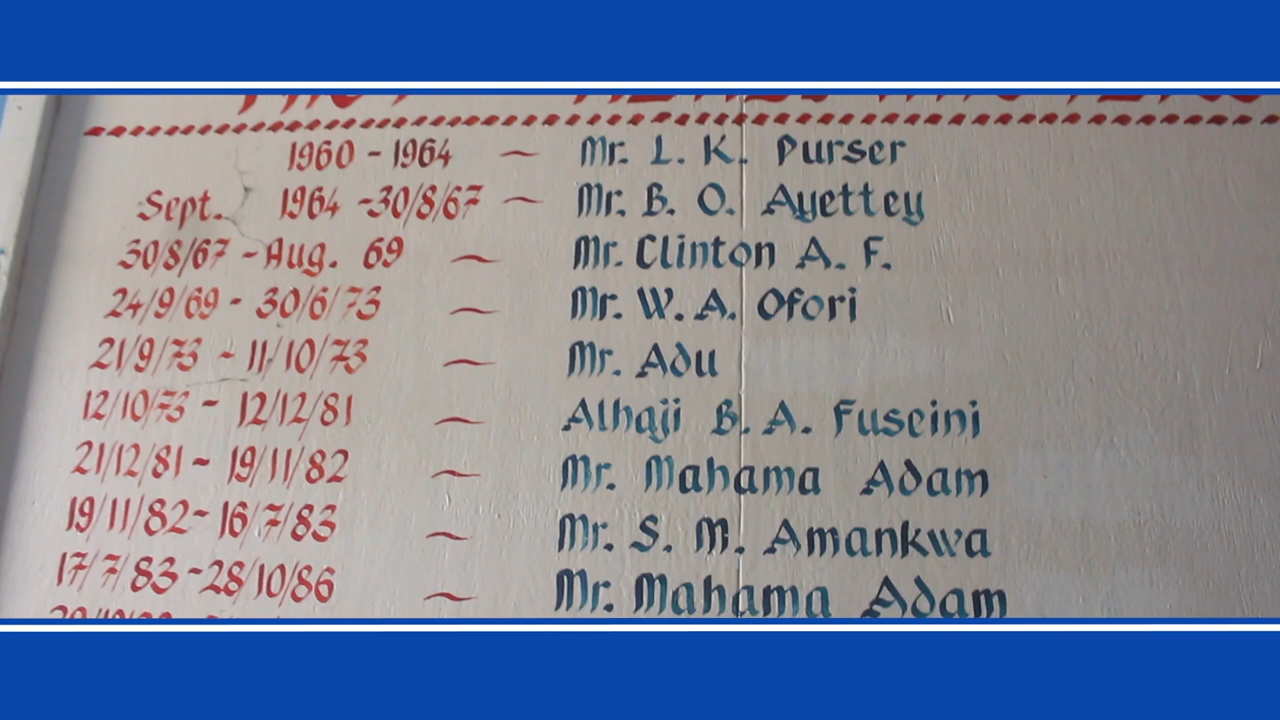 1960 - 1964 ~ Mr. L. K. Purser
Sept. 1964 -30/8/67 ~ Mr. B. O. Ayettey
30/8/67 - Aug. 69 ~ Mr. Clinton A. F.
24/9/69 - 30/6/73 ~ Mr. W. A. Ofori
21/9/73 - 11/10/73 ~ Mr. Adu
12/10/73 - 12/12/81 ~ Alhaji B. A. Fuseini
21/12/81 - 19/11/82 ~ Mr. Mahama Adam
19/11/82 - 16/7/83 ~ Mr. S. M. Amankwa
17/7/83 - 28/10/86 ~ Mr. Mahama Adam